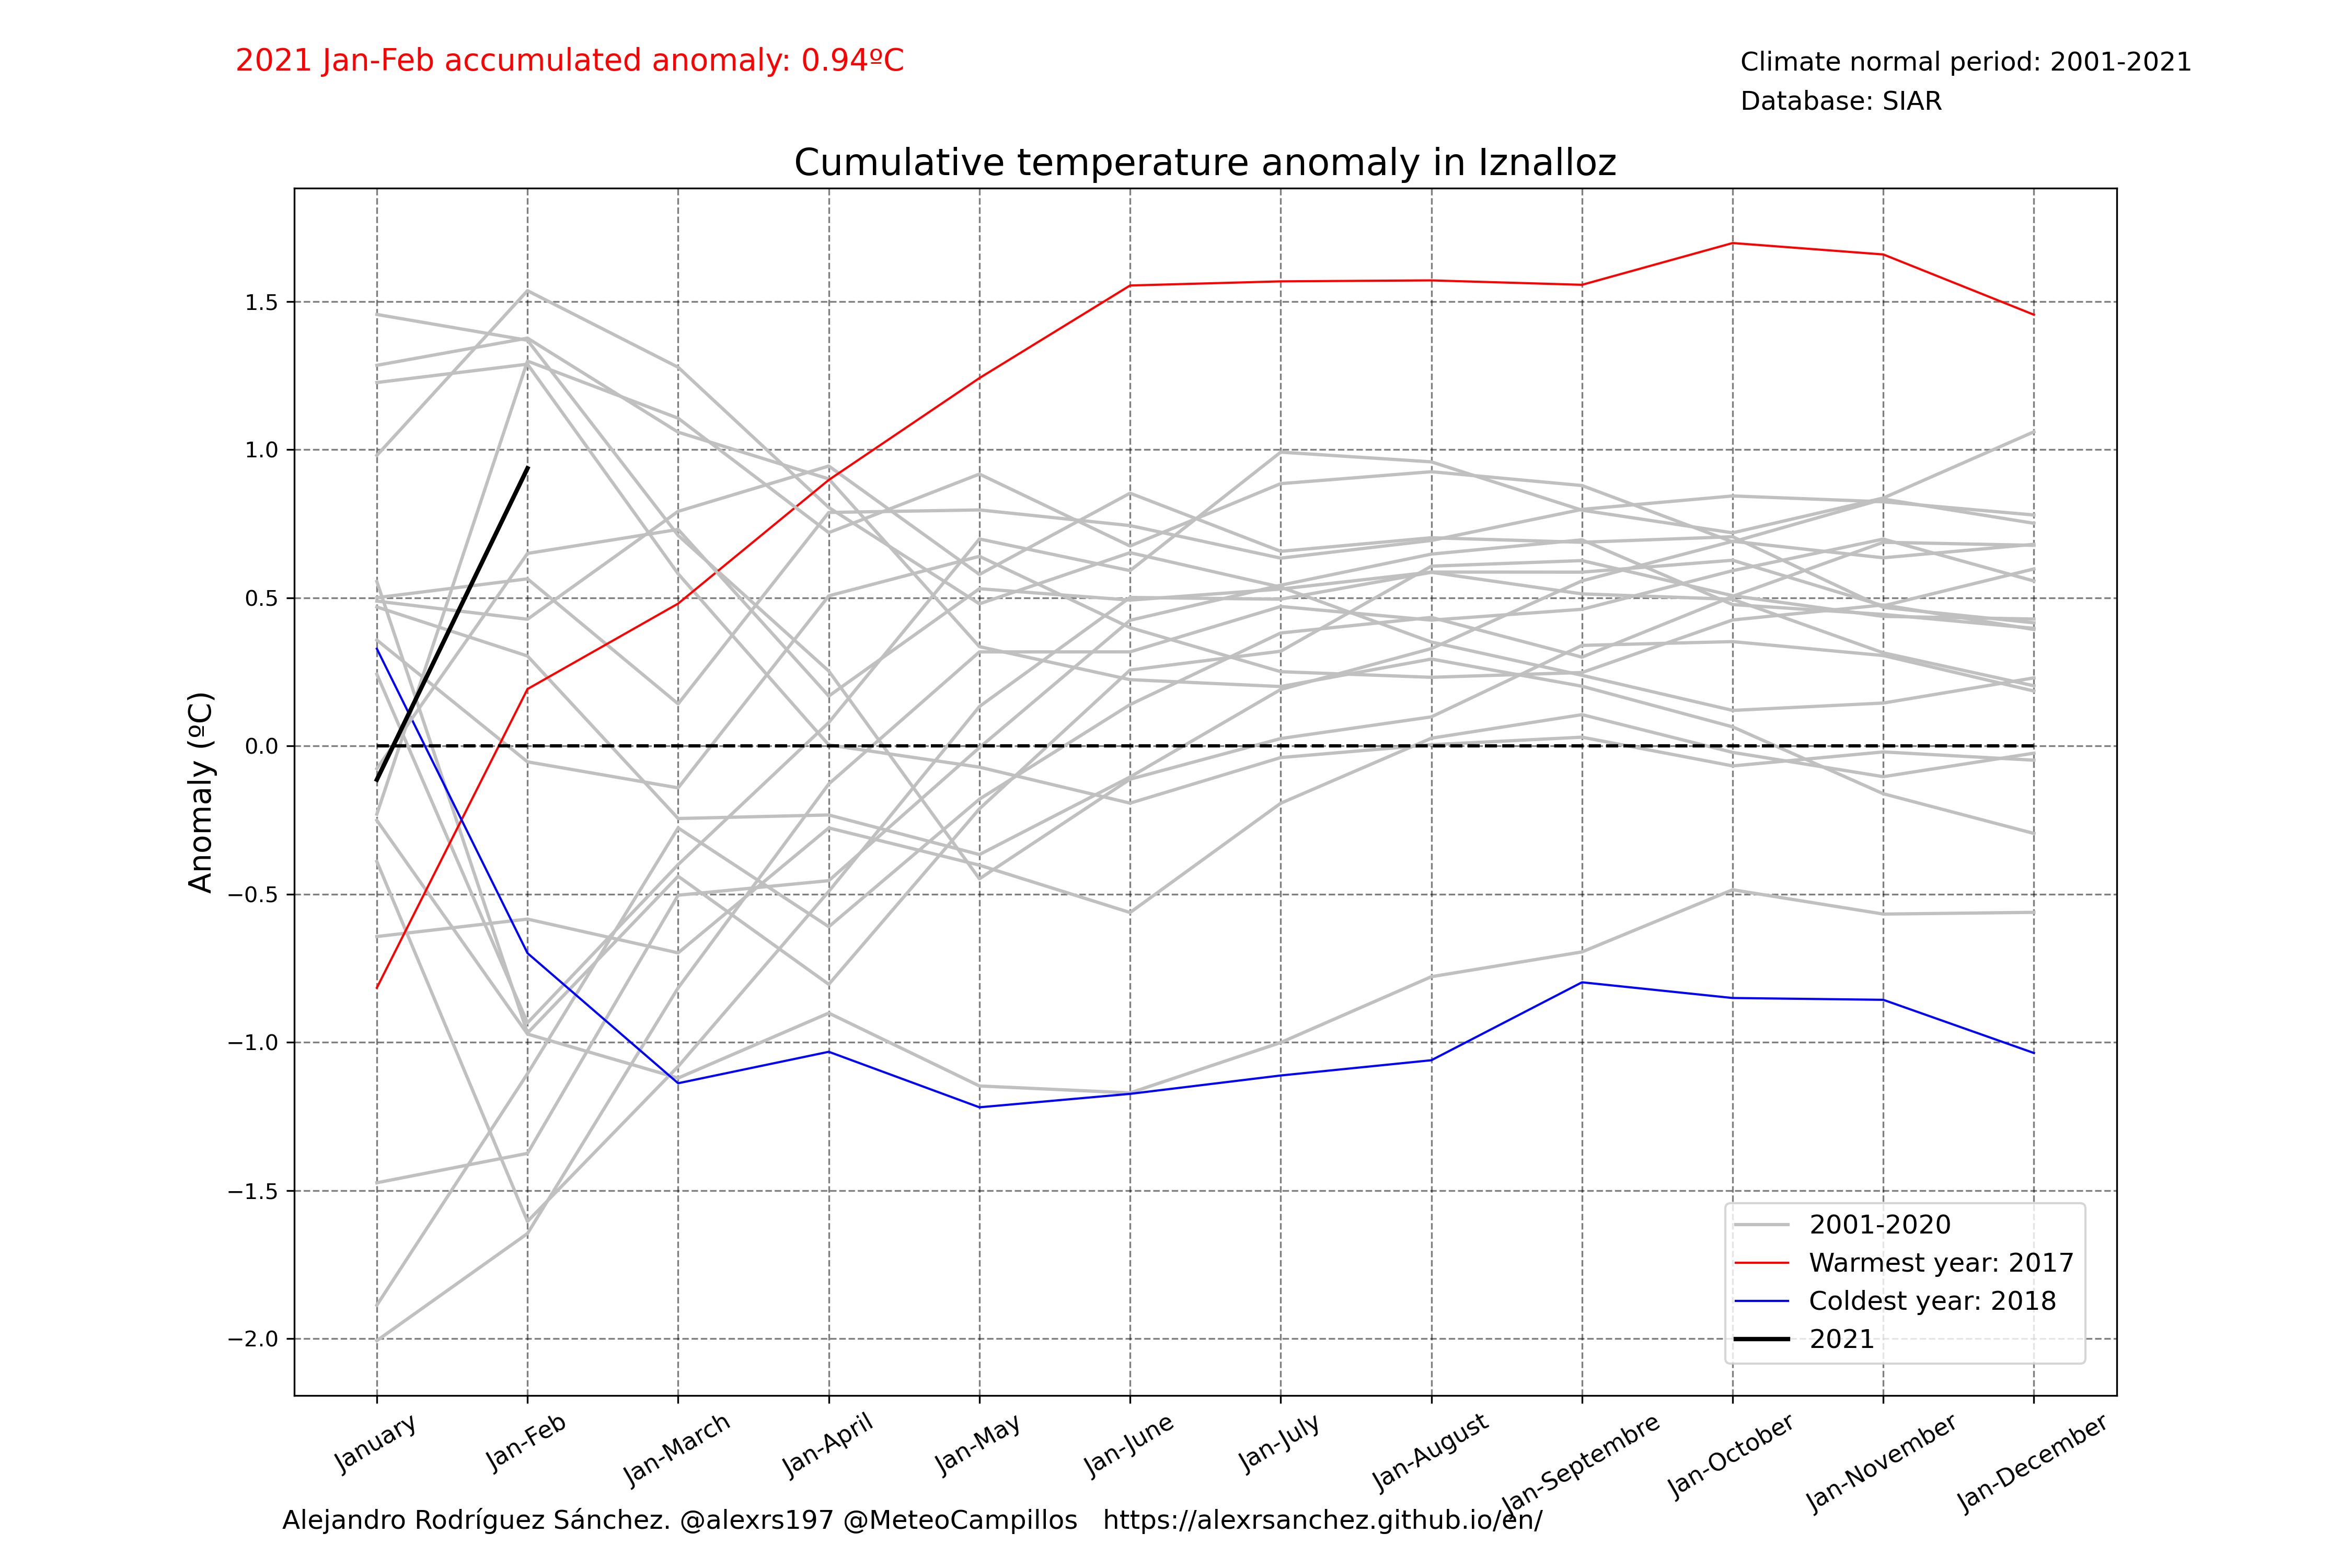 2021 Jan-Feb accumulated anomaly: 0.94ºC
Climate normal period: 2001-2021
Database: SIAR
Cumulative temperature anomaly in Iznalloz
Anomaly (ºC)
1.5
1.0
0.5
0.0
−0.5
−1.0
−1.5
−2.0
2001-2020
Warmest year: 2017
Coldest year: 2018
2021
January
Jan-Feb
Jan-March
Jan-April
Jan-May
Jan-June
Jan-July
Jan-August
Jan-Septembre
Jan-October
Jan-November
Jan-December
Alejandro Rodríguez Sánchez. @alexrs197 @MeteoCampillos   https://alexrsanchez.github.io/en/